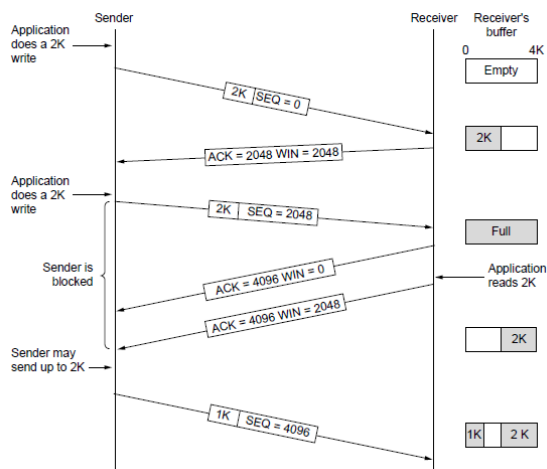 Sender
Receiver
Receiver's
buffer
Application
does a 2K
write
0 4K
Empty
2K SEQ = 0
2K
ACK = 2048 WIN = 2048
Application
does a 2K
write
2K SEQ = 2048
Full
Sender is
blocked
ACK = 4096 WIN = 0
Application
reads 2K
ACK = 4096 WIN = 2048
2K
Sender may
send up to 2K
1K SEQ = 4096
1K 2 K